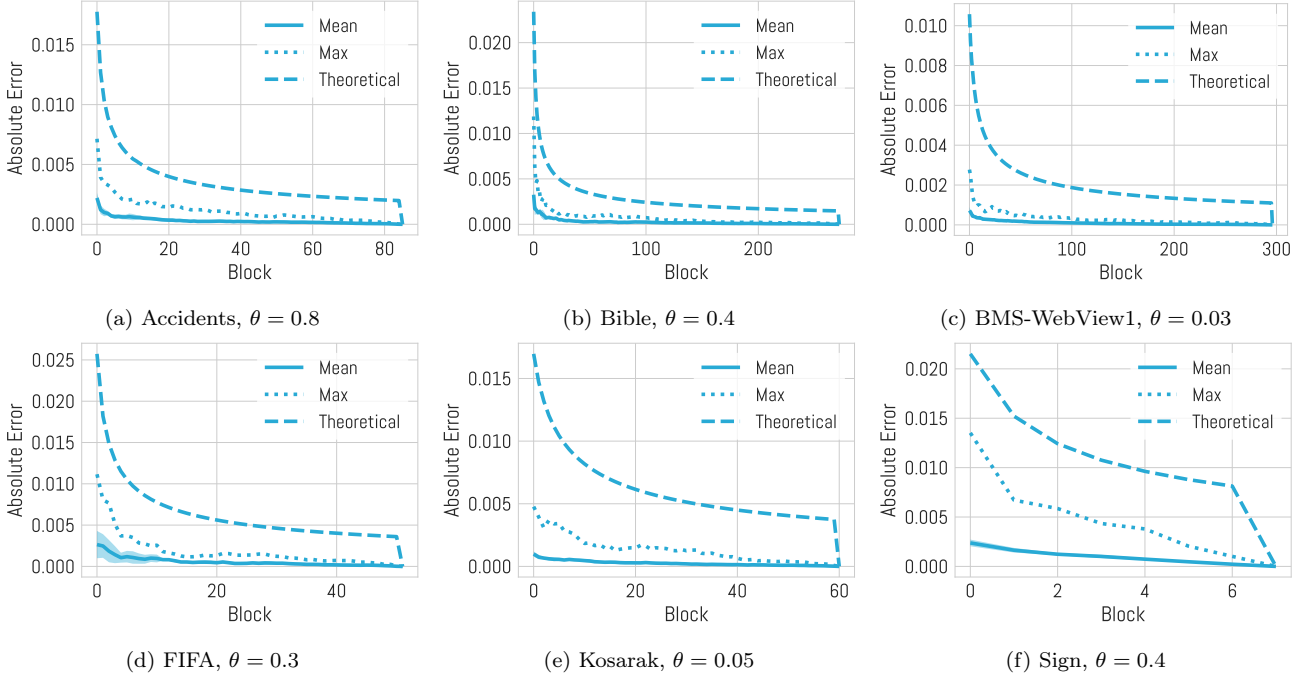 Absolute Error
0.015
0.010
0.005
0.000
Mean
Max
Theoretical
0 20 40 60 80
Block
(a) Accidents, θ = 0.8
Absolute Error
0.020
0.015
0.010
0.005
0.000
Mean
Max
Theoretical
0 100 200
Block
(b) Bible, θ = 0.4
Absolute Error
0.010
0.008
0.006
0.004
0.002
0.000
Mean
Max
Theoretical
0 100 200 300
Block
(c) BMS-WebView1, θ = 0.03
Absolute Error
0.025
0.020
0.015
0.010
0.005
0.000
Mean
Max
Theoretical
0 20 40
Block
(d) FIFA, θ = 0.3
Absolute Error
0.015
0.010
0.005
0.000
Mean
Max
Theoretical
0 20 40 60
Block
(e) Kosarak, θ = 0.05
Absolute Error
0.020
0.015
0.010
0.005
0.000
Mean
Max
Theoretical
0 2 4 6
Block
(f) Sign, θ = 0.4